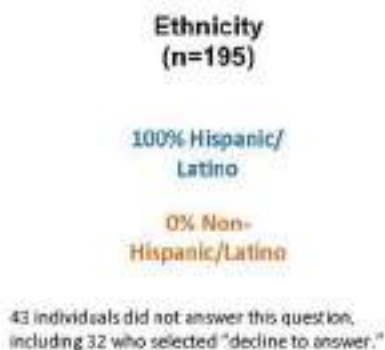 Ethnicity
(n=195)
100% Hispanic/
Latino
0% Non-
Hispanic/Latino
43 individuals did not answer this question,
including 32 who selected "decline to answer."